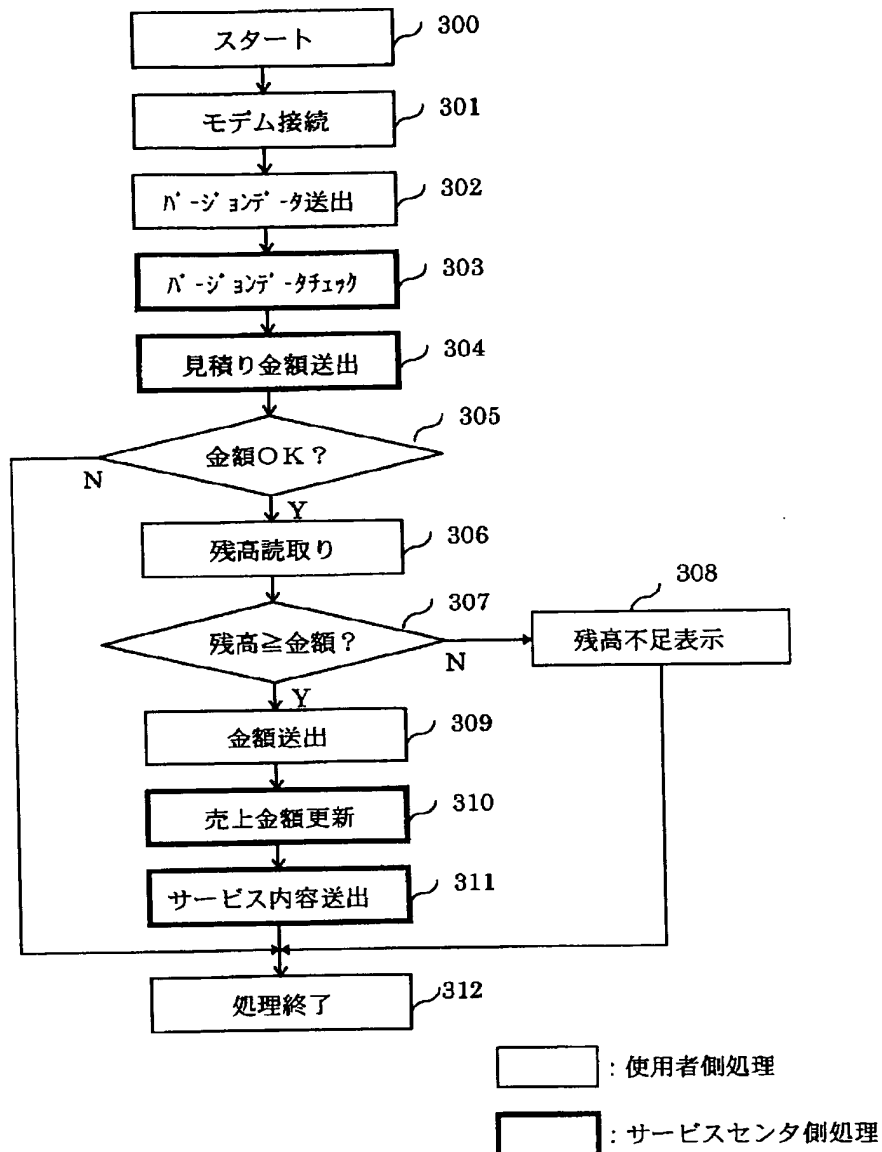 スタート 300
モデム接続 301
ﾊﾞｰｼﾞｮﾝﾃﾞｰﾀ送出 302
ﾊﾞｰｼﾞｮﾝﾃﾞｰﾀﾁｪｯｸ 303
見積り金額送出 304
305
金額ＯＫ？
N
Y
残高読取り 306
307
308
残高≧金額？
残高不足表示
N
Y
金額送出 309
売上金額更新 310
サービス内容送出 311
処理終了 312
：使用者側処理
：サービスセンタ側処理